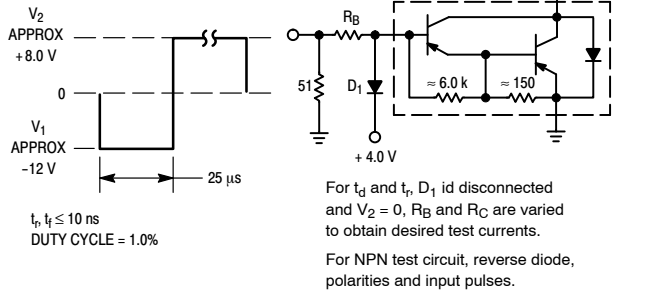 V2
APPROX
+8.0 V
0
V1
APPROX
−12 V
25 µs
tr, tf ≤ 10 ns
DUTY CYCLE = 1.0%
RB
51
D1
+ 4.0 V
≈ 6.0 k
≈ 150
For td and tr, D1 id disconnected
and V2 = 0, RB and RC are varied
to obtain desired test currents.
For NPN test circuit, reverse diode,
polarities and input pulses.